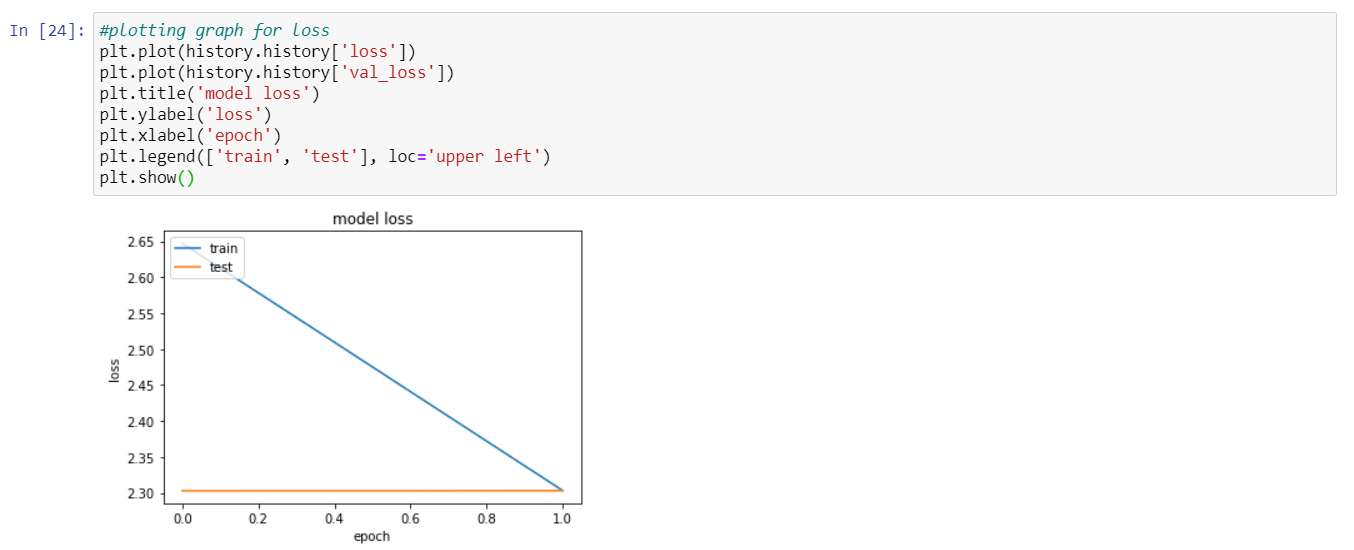 In [24]: #plotting graph for loss
plt.plot(history.history['loss'])
plt.plot(history.history['val_loss'])
plt.title('model loss')
plt.ylabel('loss')
plt.xlabel('epoch')
plt.legend(['train', 'test'], loc='upper left')
plt.show()
model loss
2.65
2.60
2.55
2.50
2.45
2.40
2.35
2.30
loss
train
test
0.0 0.2 0.4 0.6 0.8 1.0
epoch